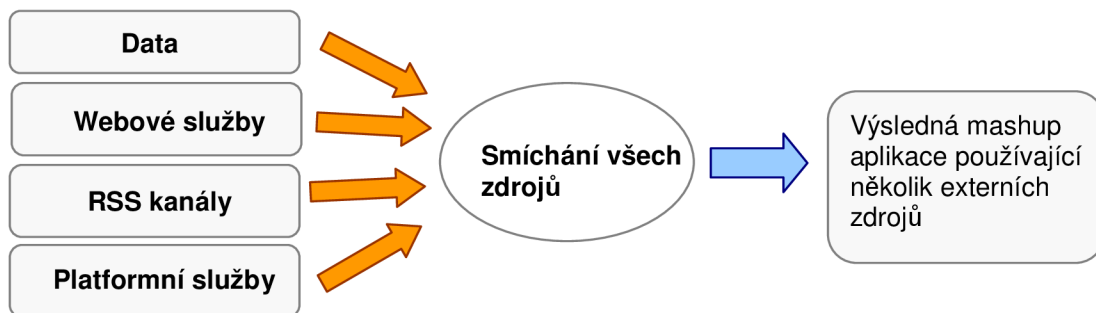 Data
Webové služby
RSS kanály
Platformní služby
Smíchání všech
zdrojů
Výsledná mashup
aplikace používající
několik externích
zdrojů